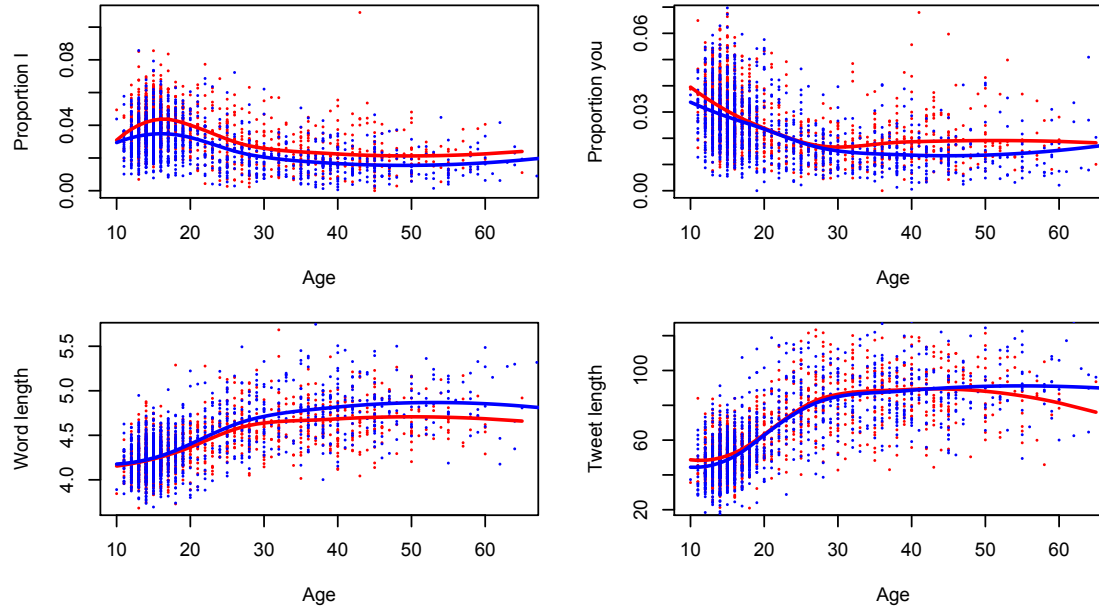 Proportion I
0.00 0.04 0.08
10 20 30 40 50 60
Age
Proportion you
0.00 0.03 0.06
10 20 30 40 50 60
Age
Word length
4.0 4.5 5.0 5.5
10 20 30 40 50 60
Age
Tweet length
20 60 100
10 20 30 40 50 60
Age